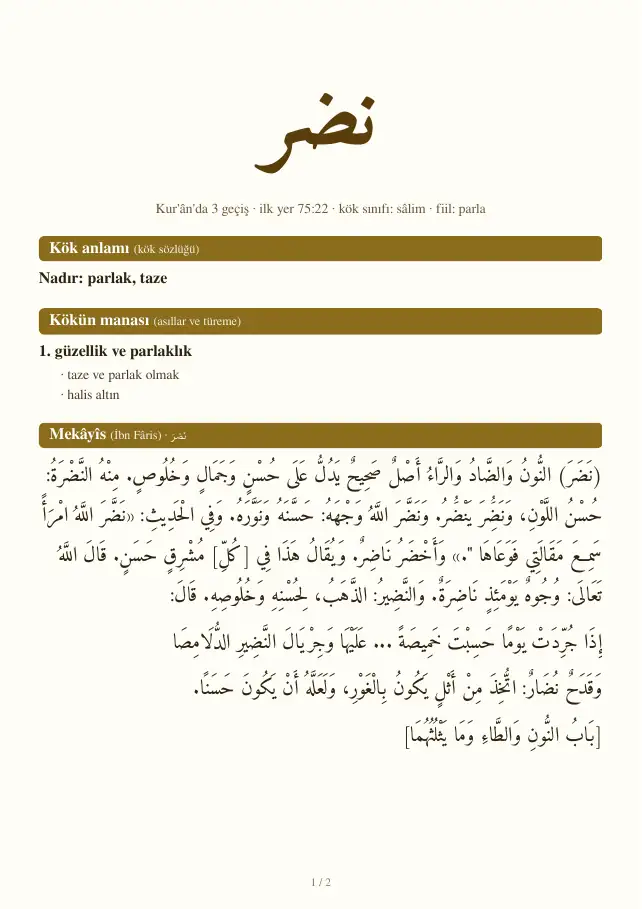 نضر
Kur'ân'da 3 geçiş · ilk yer 75:22 · kök sınıfı: sâlim · fiil: parla
Kök anlamı (kök sözlüğü)
Nadır: parlak, taze
Kökün manası (asıllar ve türeme)
1. güzellik ve parlaklık
· taze ve parlak olmak
· halis altın
Mekâyîs (İbn Fâris) · نَضَرَ
(نَضَرَ) النُّونُ وَالضَّادُ وَالرَّاءُ أَصْلٌ صَحِيحٌ يَدُلُّ عَلَى حُسْنٍ وَجَمَالٍ وَخُلُوصٍ. مِنْهُ النَّضْرَةُ:
حُسْنُ اللَّوْنِ، وَنَضُرَ يَنْضُرُ. وَنَضَّرَ اللَّهُ وَجْهَهُ: حَسَّنَهُ وَنَوَّرَهُ. وَفِي الْحَدِيثِ: «نَضَّرَ اللَّهُ امْرَأً
سَمِعَ مَقَالَتِي فَوَعَاهَا ".» وَأَخْضَرُ نَاضِرٌ. وَيُقَالُ هَذَا فِي [كُلِّ] مُشْرِقٍ حَسَنٍ. قَالَ اللَّهُ
تَعَالَى: وُجُوهٌ يَوْمَئِذٍ نَاضِرَةٌ. وَالنَّضِيرُ: الذَّهَبُ، لِحُسْنِهِ وَخُلُوصِهِ. قَالَ:
إِذَا جُرِّدَتْ يَوْمًا حَسِبْتَ خَمِيصَةً ... عَلَيْهَا وَجِرْيَالَ النَّضِيرِ الدُّلَامِصَا
وَقَدَحٌ نُضَارٌ: اتُّخِذَ مِنْ أَثْلٍ يَكُونُ بِالْغَوْرِ، وَلَعَلَّهُ أَنْ يَكُونَ حَسَنًا.
[بَابُ النُّونِ وَالطَّاءِ وَمَا يَثْلُثُهُمَا]
1 / 2